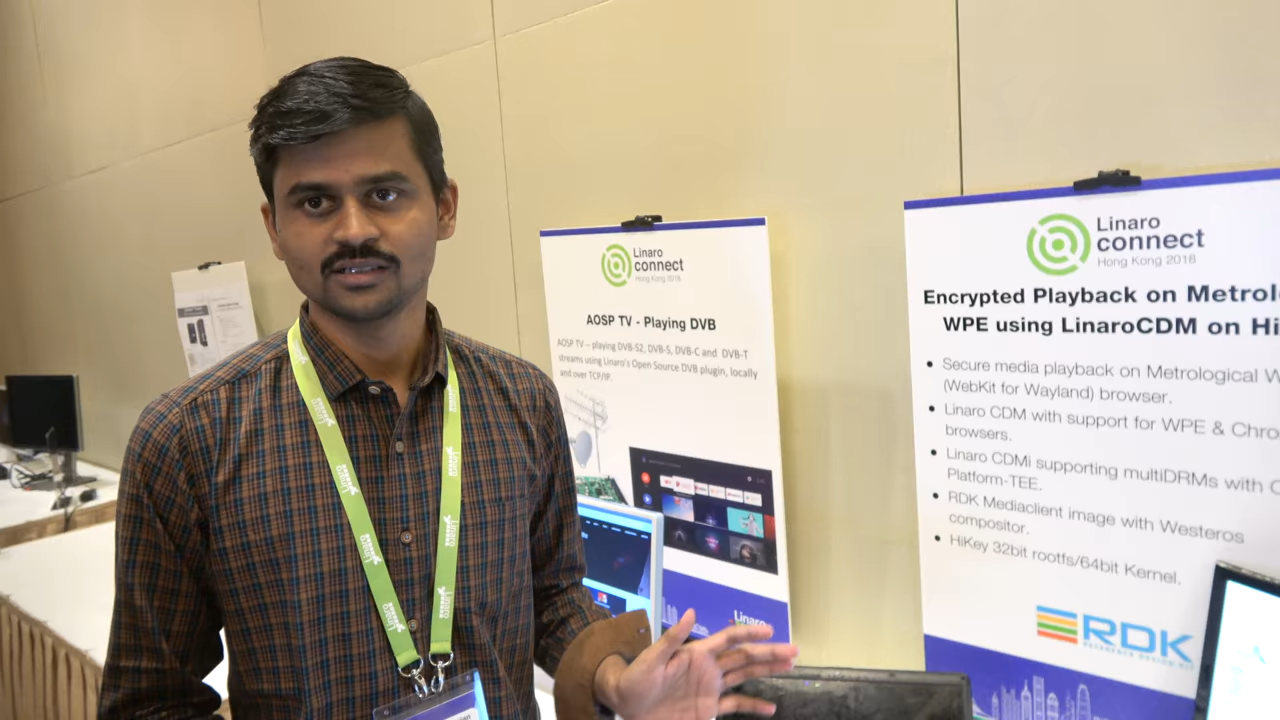 Linaro
connect
Hong Kong 2018
AOSP TV - Playing DVB
AOSP TV – playing DVB-S2, DVB-S, DVB-C and DVB-T
streams using Linaro's Open Source DVB plugin, locally
and over TCP/IP.
Linaro
Linaro
connect
Hong Kong 2018
Encrypted Playback on Metrolo
WPE using LinaroCDM on Hi
• Secure media playback on Metrological W
(WebKit for Wayland) browser.
• Linaro CDM with support for WPE & Chro
browsers.
• Linaro CDMi supporting multiDRMs with O
Platform-TEE.
• RDK Mediaclient image with Westeros
compositor.
• HiKey 32bit rootfs/64bit Kernel.
RDK
REFERENCE DESIGN KIT